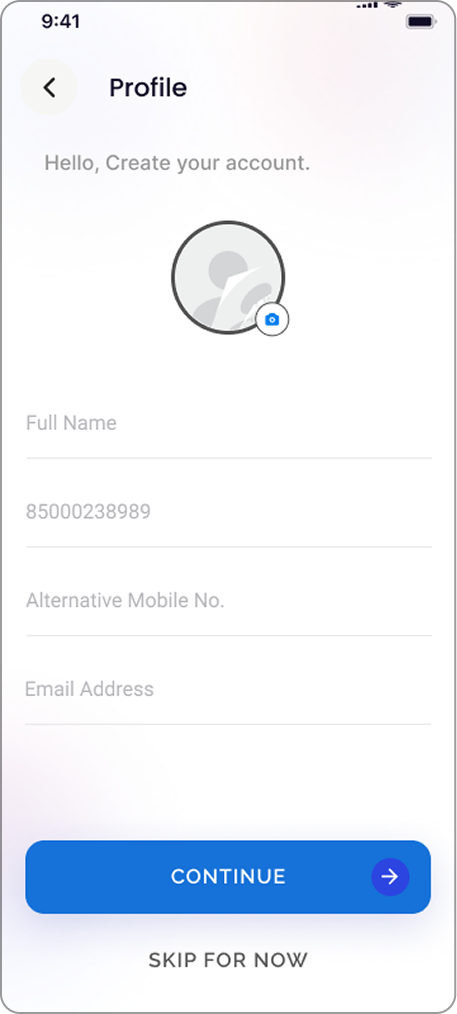 9:41
Profile
Hello, Create your account.
Full Name
85000238989
Alternative Mobile No.
Email Address
CONTINUE
SKIP FOR NOW